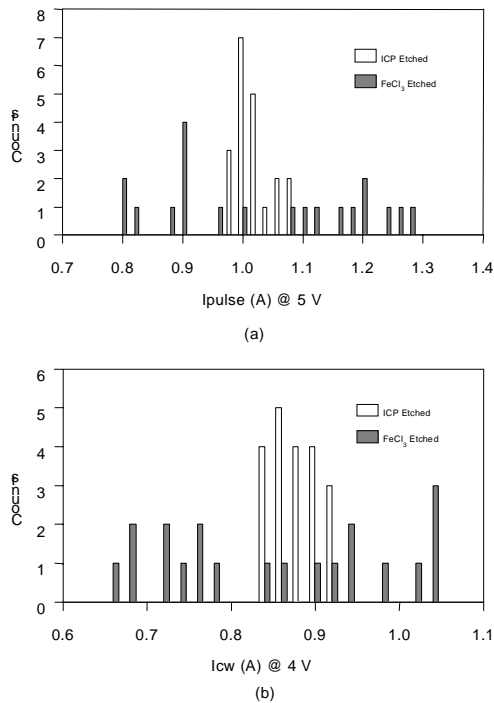 8
7
6
5
4
3
2
1
0
Counts
ICP Etched
FeCl3 Etched
0.7 0.8 0.9 1.0 1.1 1.2 1.3 1.4
Ipulse (A) @ 5 V
(a)
6
5
4
3
2
1
0
Counts
ICP Etched
FeCl3 Etched
0.6 0.7 0.8 0.9 1.0 1.1
Icw (A) @ 4 V
(b)